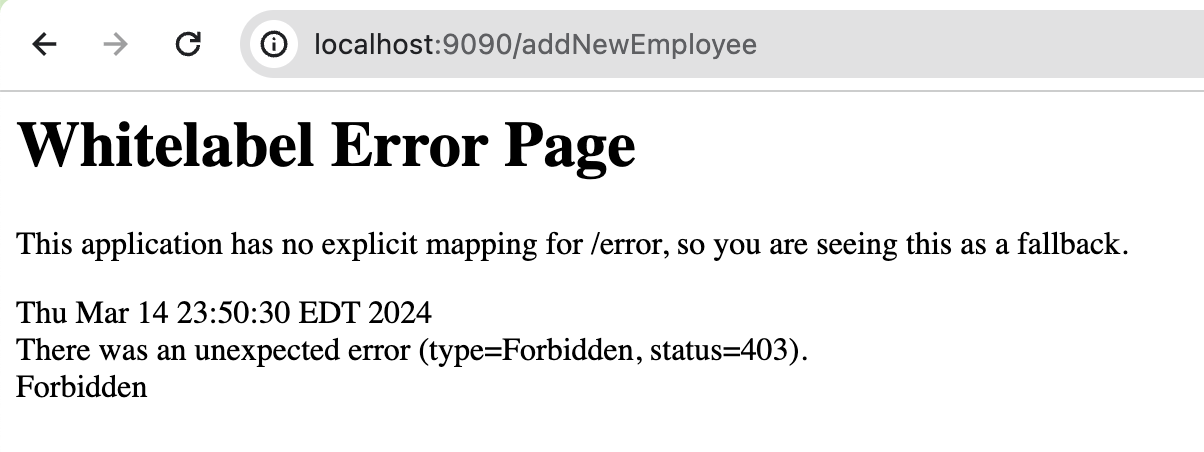 localhost:9090/addNewEmployee
Whitelabel Error Page
This application has no explicit mapping for /error, so you are seeing this as a fallback.
Thu Mar 14 23:50:30 EDT 2024
There was an unexpected error (type=Forbidden, status=403).
Forbidden